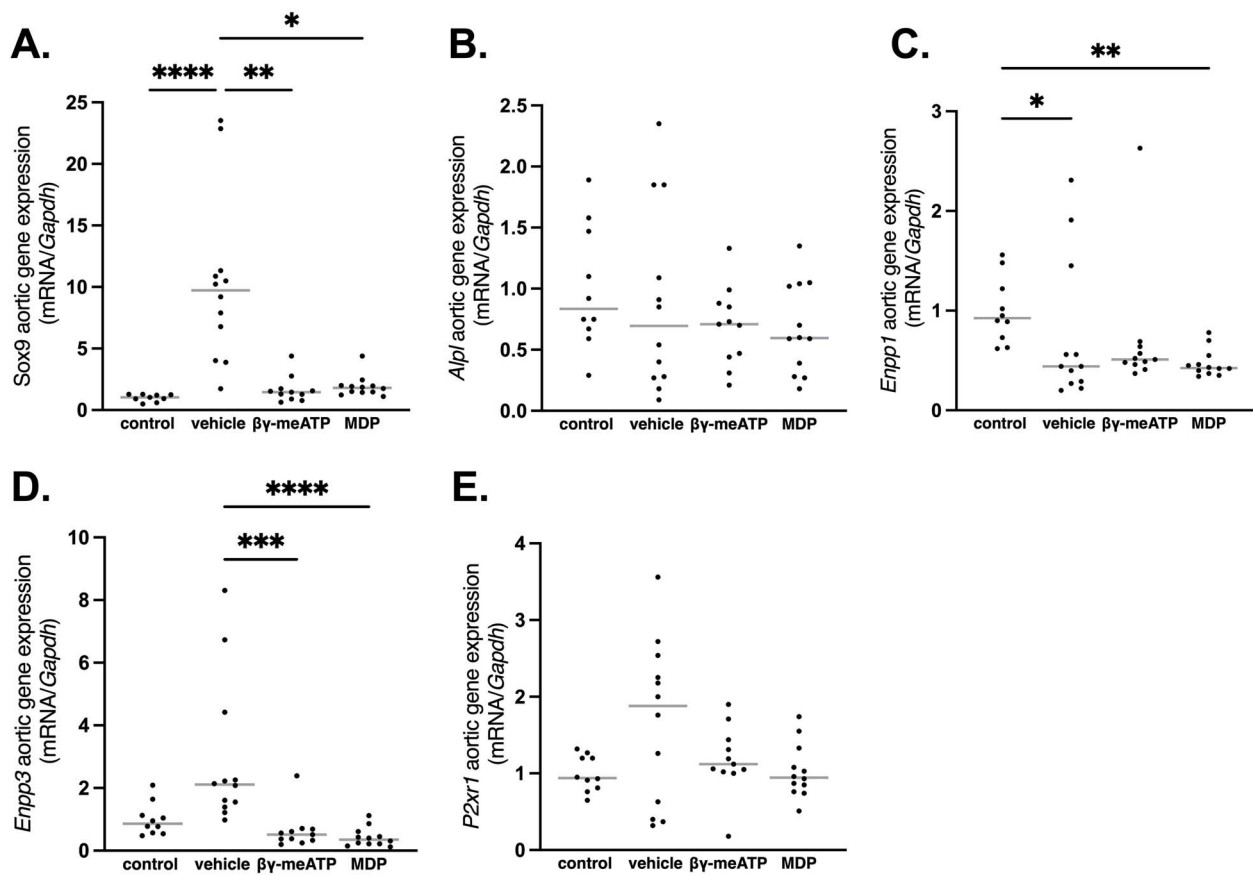 A.
*
**** **
Sox9 aortic gene expression
(mRNA/Gapdh)
25
20
15
10
5
0
control vehicle βγ-meATP MDP
B.
Alpl aortic gene expression
(mRNA/Gapdh)
2.5
2.0
1.5
1.0
0.5
0.0
control vehicle βγ-meATP MDP
C.
**
*
Enpp1 aortic gene expression
(mRNA/Gapdh)
3
2
1
0
control vehicle βγ-meATP MDP
D.
****
***
Enpp3 aortic gene expression
(mRNA/Gapdh)
10
8
6
4
2
0
control vehicle βγ-meATP MDP
E.
P2xr1 aortic gene expression
(mRNA/Gapdh)
4
3
2
1
0
control vehicle βγ-meATP MDP